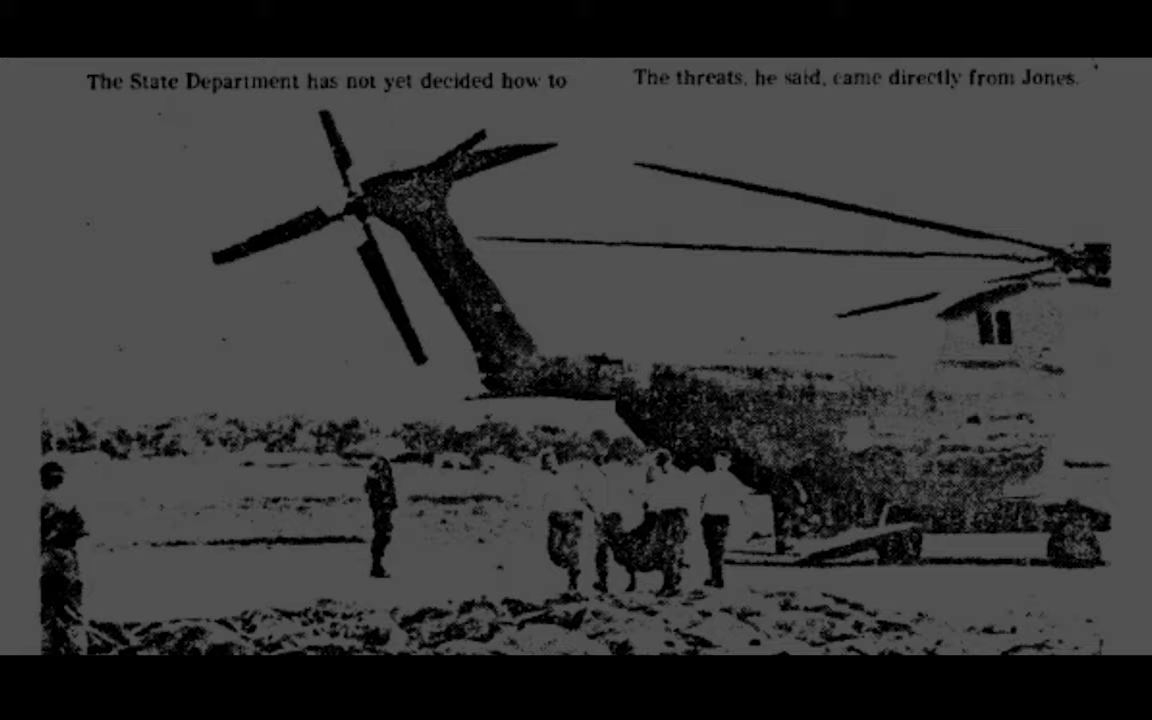 The State Department has not yet decided how to
The threats, he said, came directly from Jones.